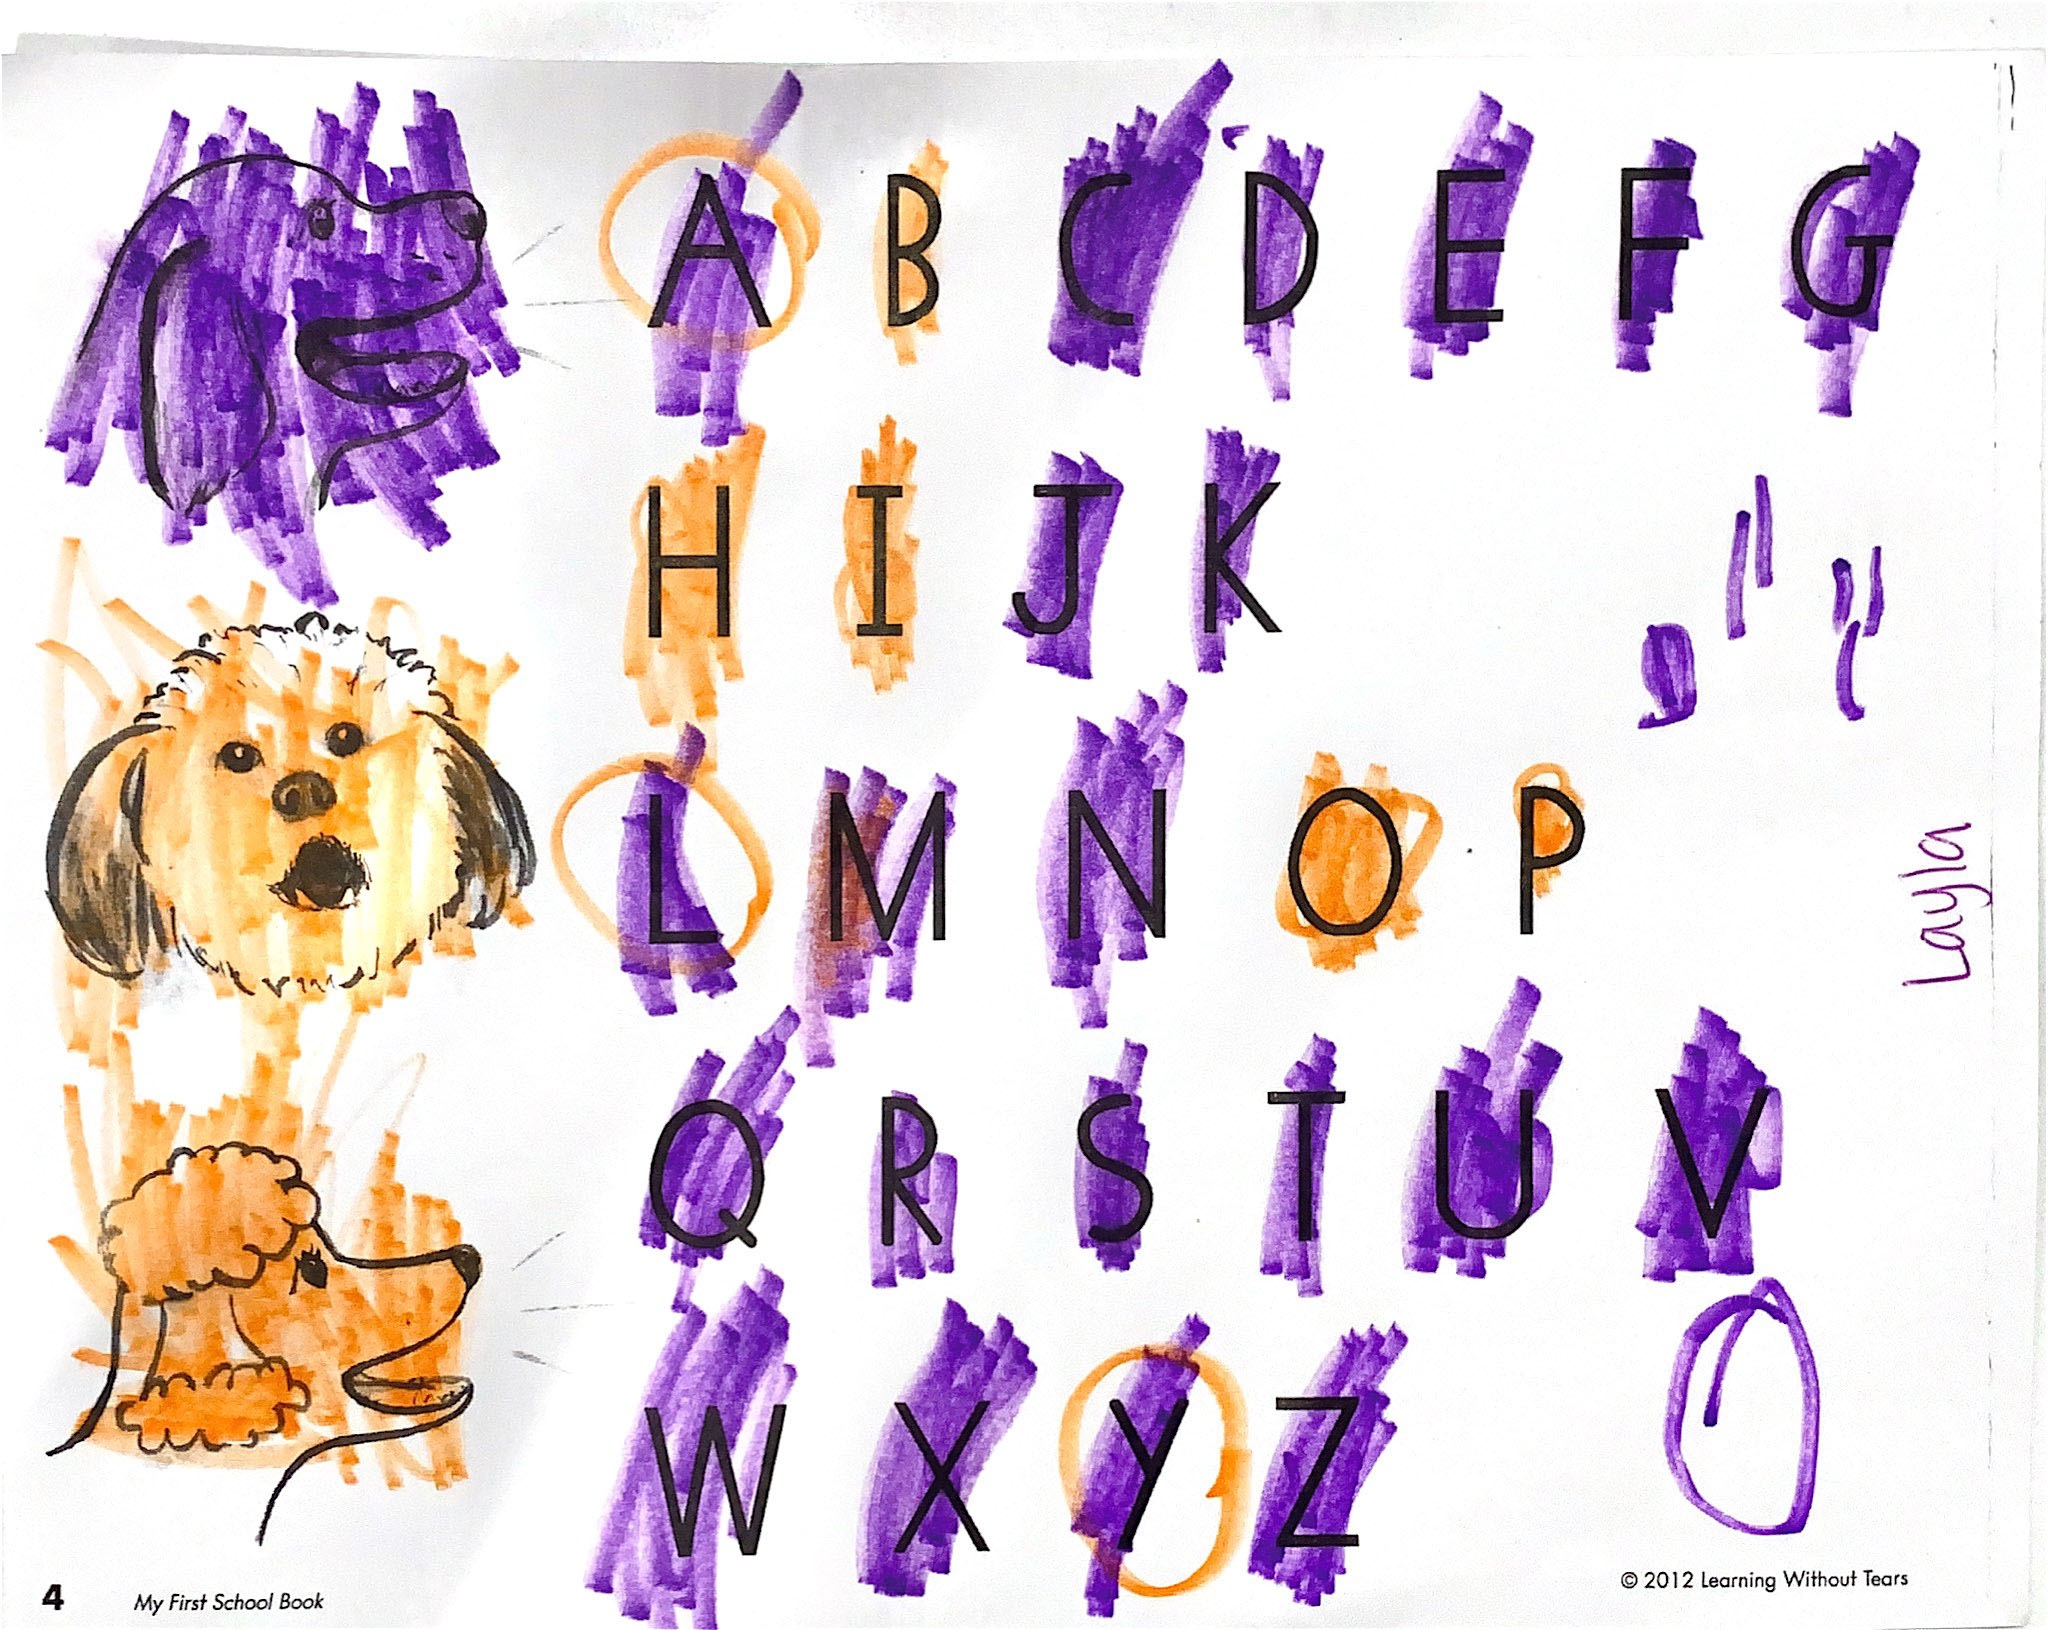 A B C D E F G
H I J K
L M N O P
Layla
Q R S T U V
W X Y Z
4 My First School Book
© 2012 Learning Without Tears